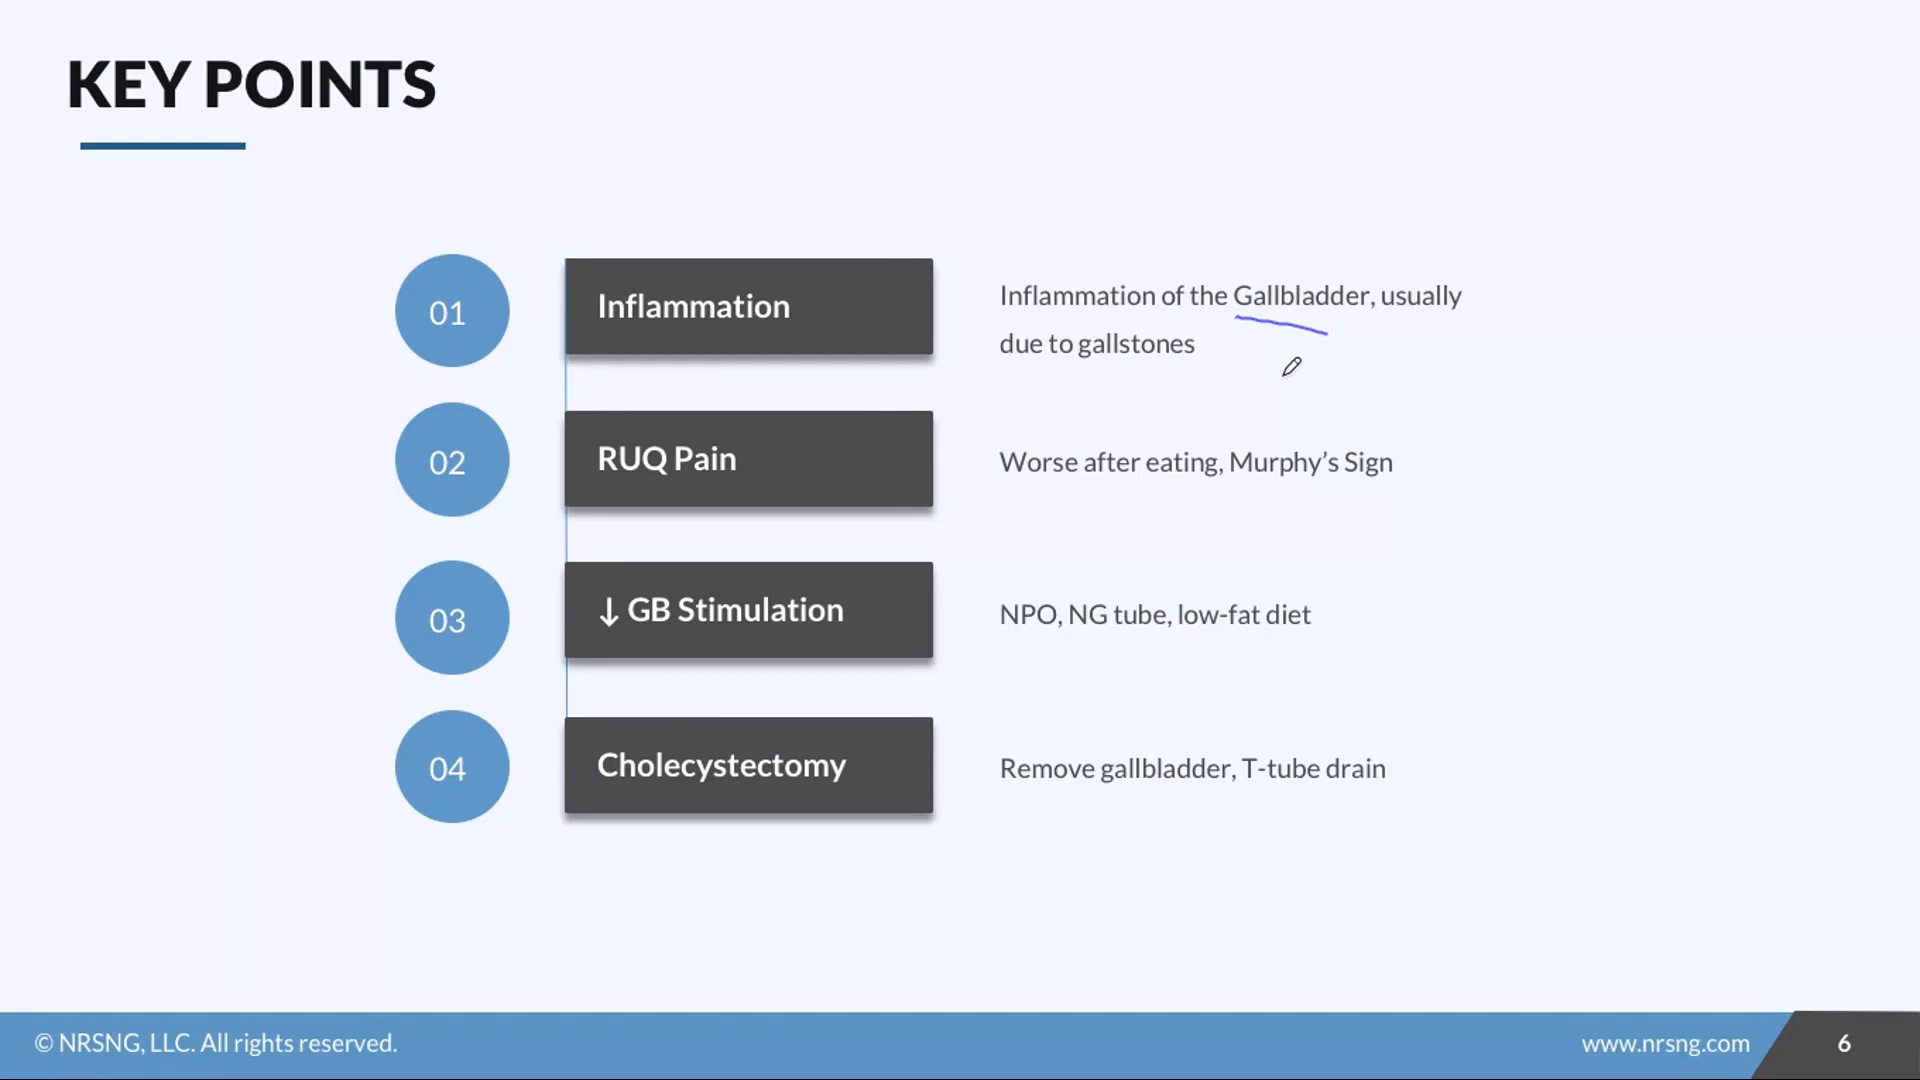 KEY POINTS
01
Inflammation
Inflammation of the Gallbladder, usually
due to gallstones
02
RUQ Pain
Worse after eating, Murphy’s Sign
03
↓ GB Stimulation
NPO, NG tube, low-fat diet
04
Cholecystectomy
Remove gallbladder, T-tube drain
© NRSNG, LLC. All rights reserved.
www.nrsng.com
6